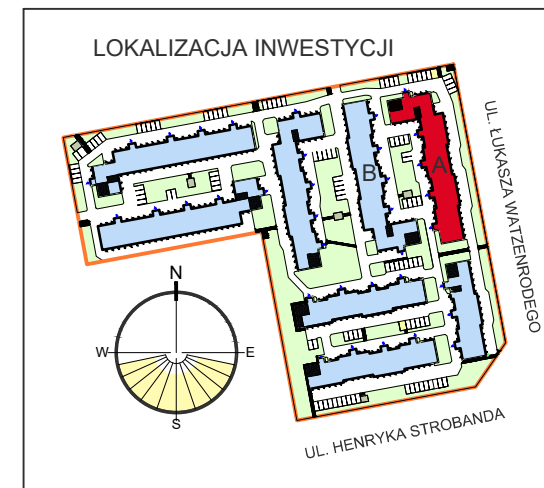 LOKALIZACJA INWESTYCJI
UL. ŁUKASZA WATZENRODEGO
A
B
N
W
E
S
UL. HENRYKA STROBANDA